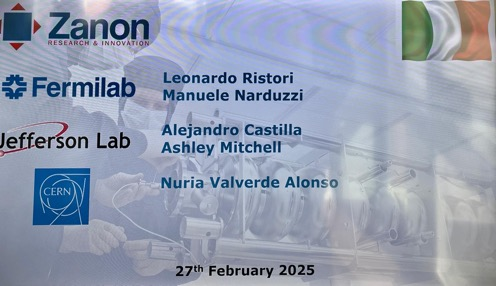 Zanon
RESEARCH & INNOVATION
Fermilab
Leonardo Ristori
Manuele Narduzzi
Jefferson Lab
Alejandro Castilla
Ashley Mitchell
CERN
Nuria Valverde Alonso
27th February 2025